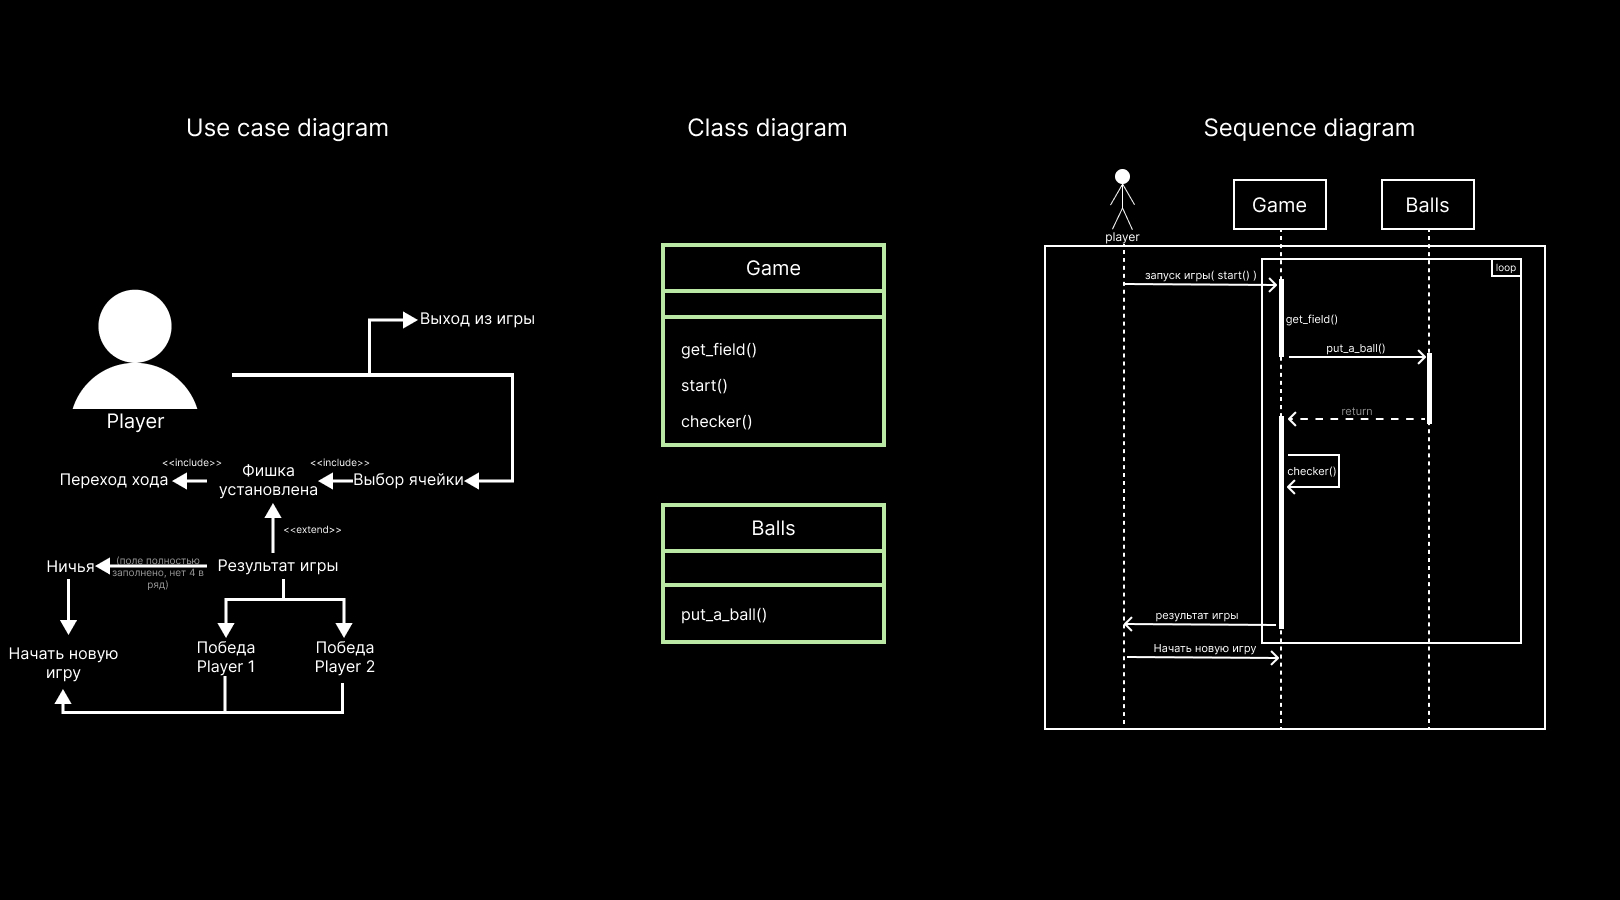 Use case diagram
Выход из игры
Player
<<include>>
<<include>>
Переход хода
Фишка
установлена
Выбор ячейки
<<extend>>
Ничья
(поле полностью
заполнено, нет 4 в
ряд)
Результат игры
Победа
Player 1
Победа
Player 2
Начать новую
игру
Class diagram
Game
get_field()
start()
checker()
Balls
put_a_ball()
Sequence diagram
player
Game
Balls
loop
запуск игры( start() )
get_field()
put_a_ball()
return
checker()
результат игры
Начать новую игру